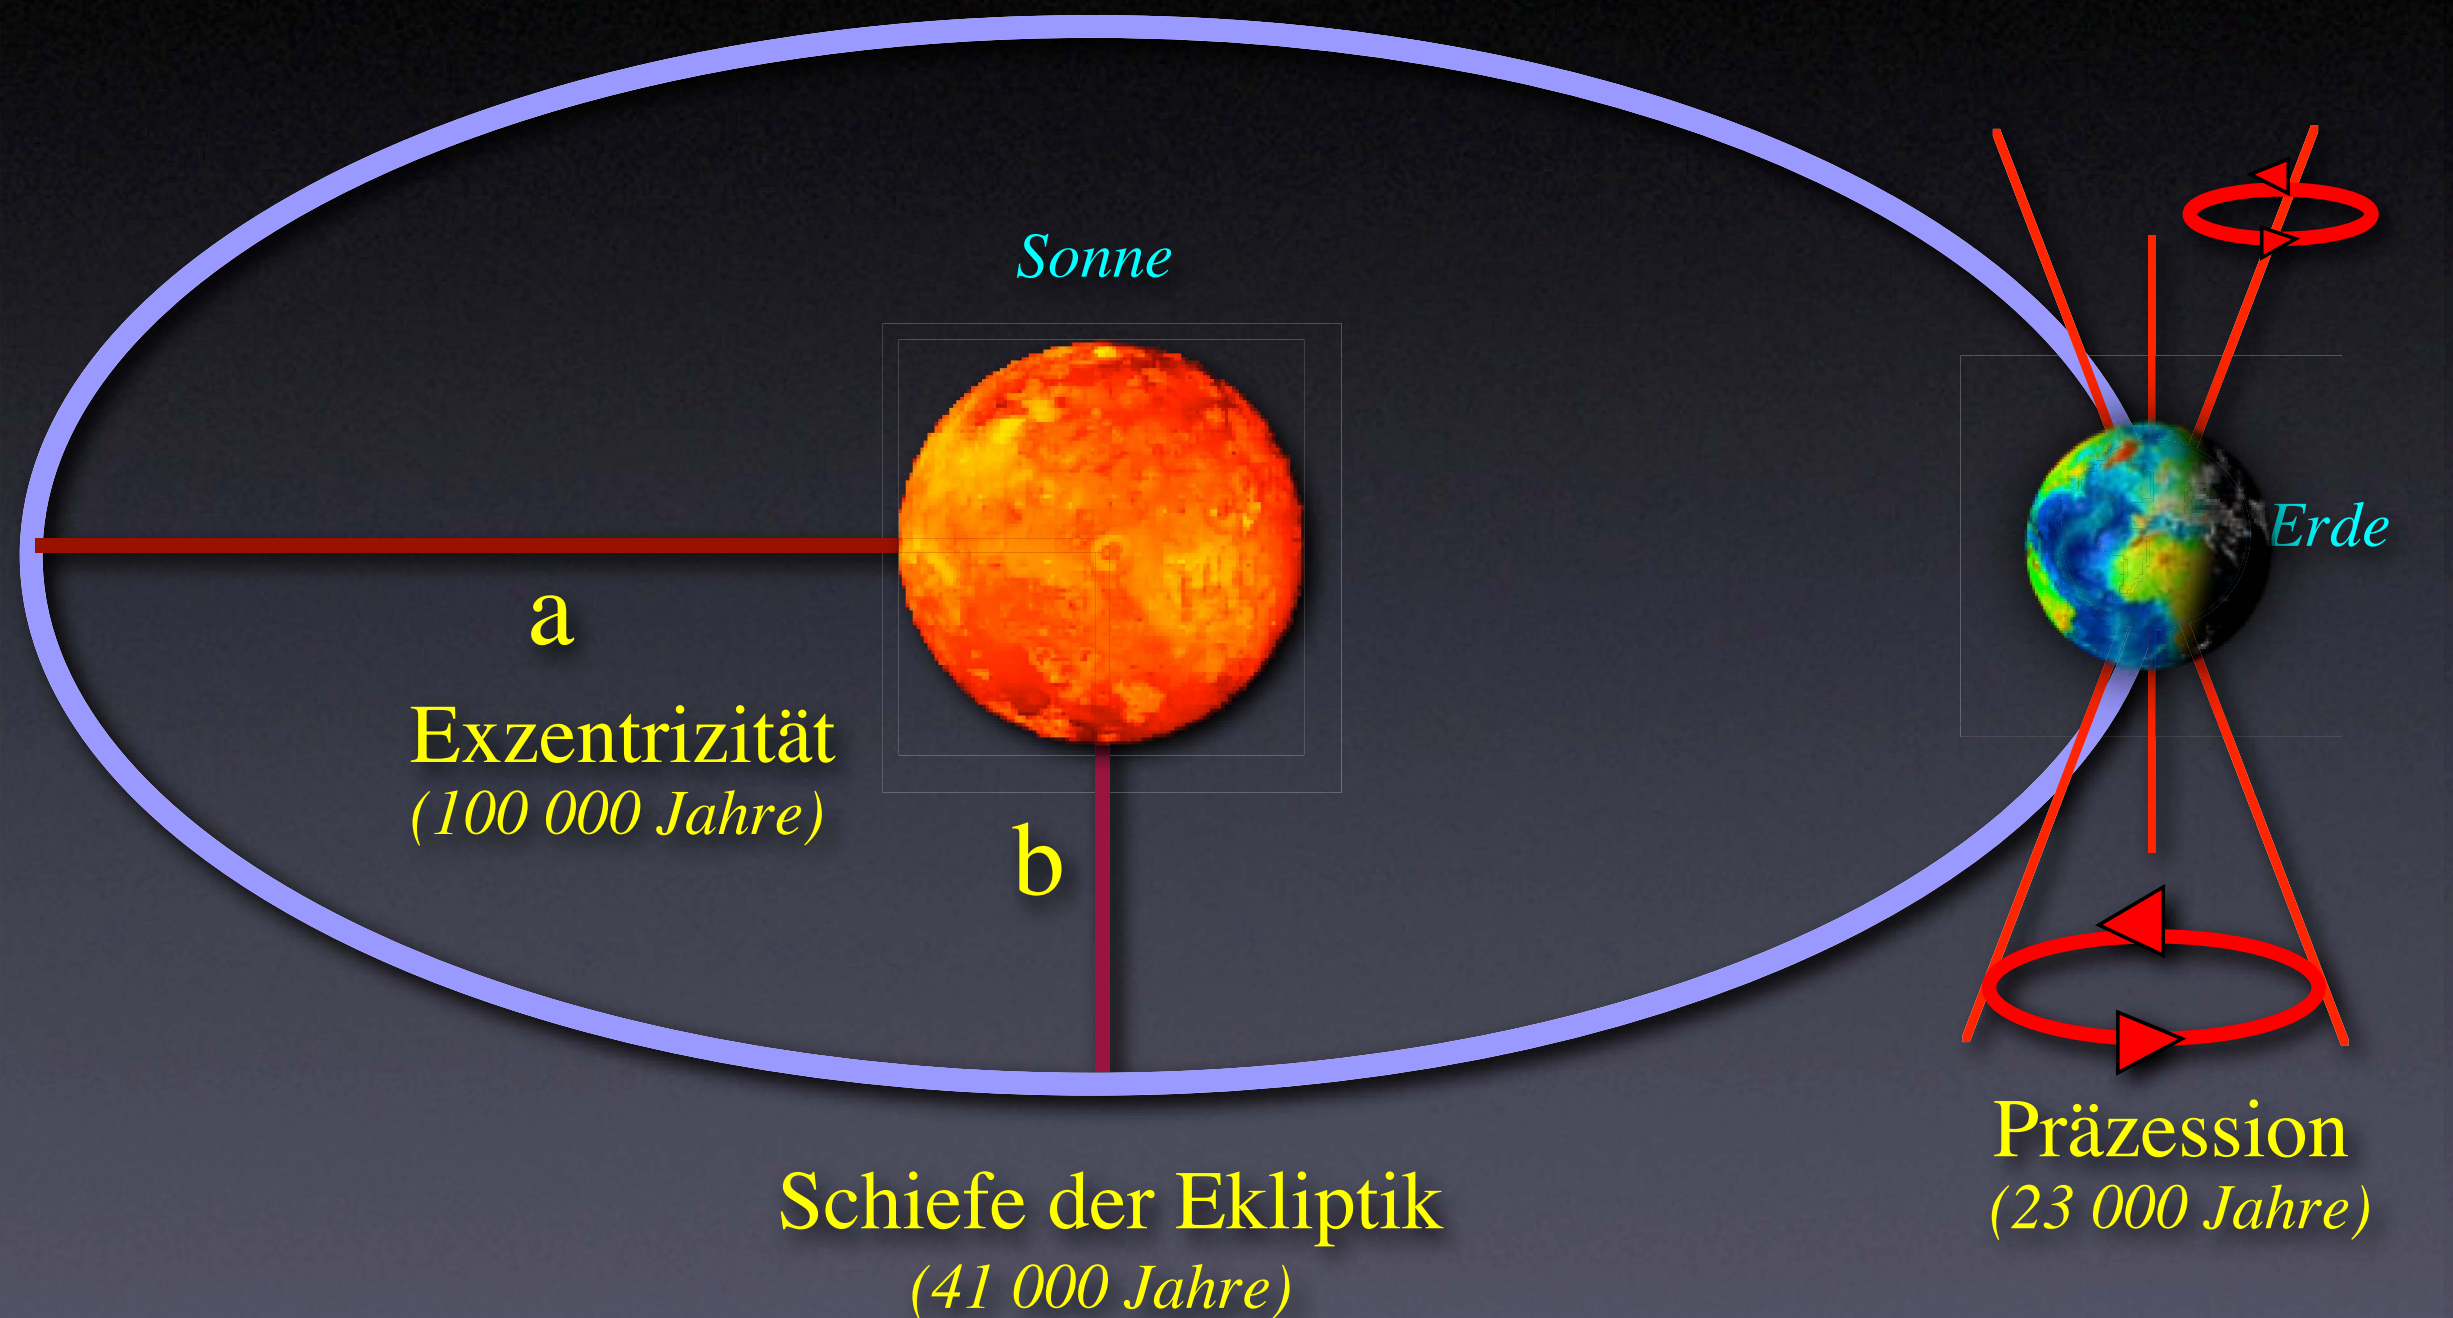 Sonne
Erde
a
Exzentrizität
(100 000 Jahre)
b
Präzession
(23 000 Jahre)
Schiefe der Ekliptik
(41 000 Jahre)